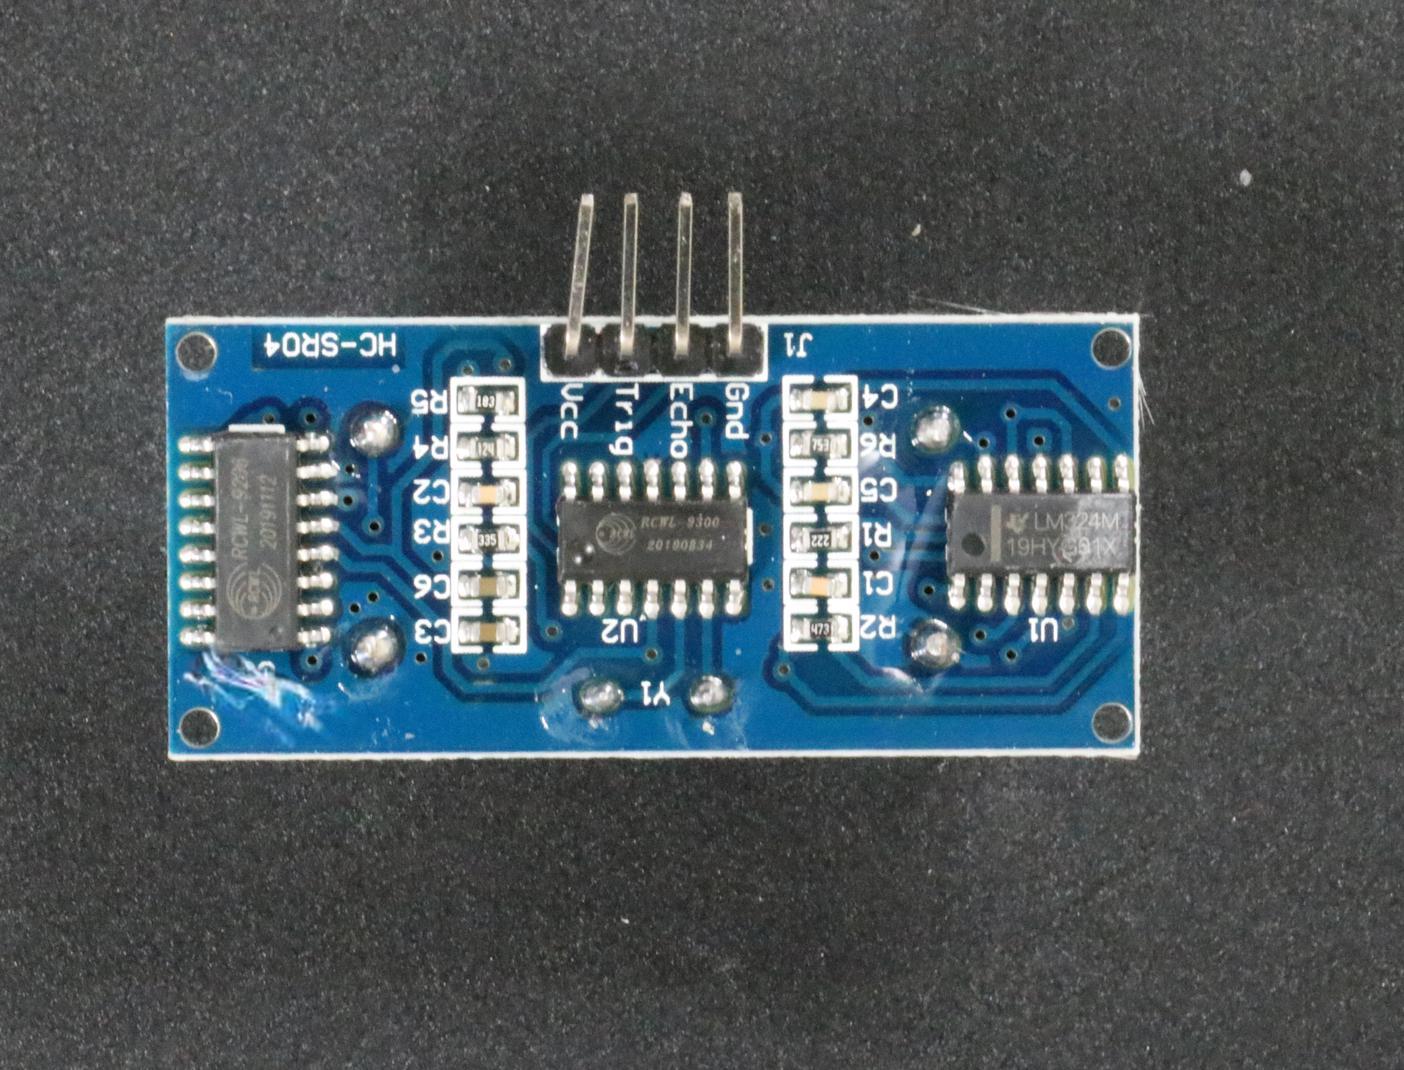 HC-SR04
J1
Vcc
Trig
Echo
Gnd
R5
103
R4
124
C2
R3
335
C6
C3
C4
R6
753
C5
R1
222
C1
R2
473
RCWL 9300
20190834
RCWL
U2
Y1
20191112
RCWL
LM324M
U1